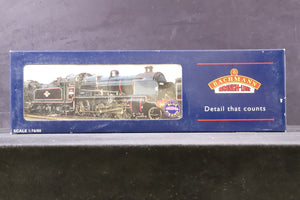 BACHMANN
BRANCH-LINE
Detail that counts
SCALE 1:76/00